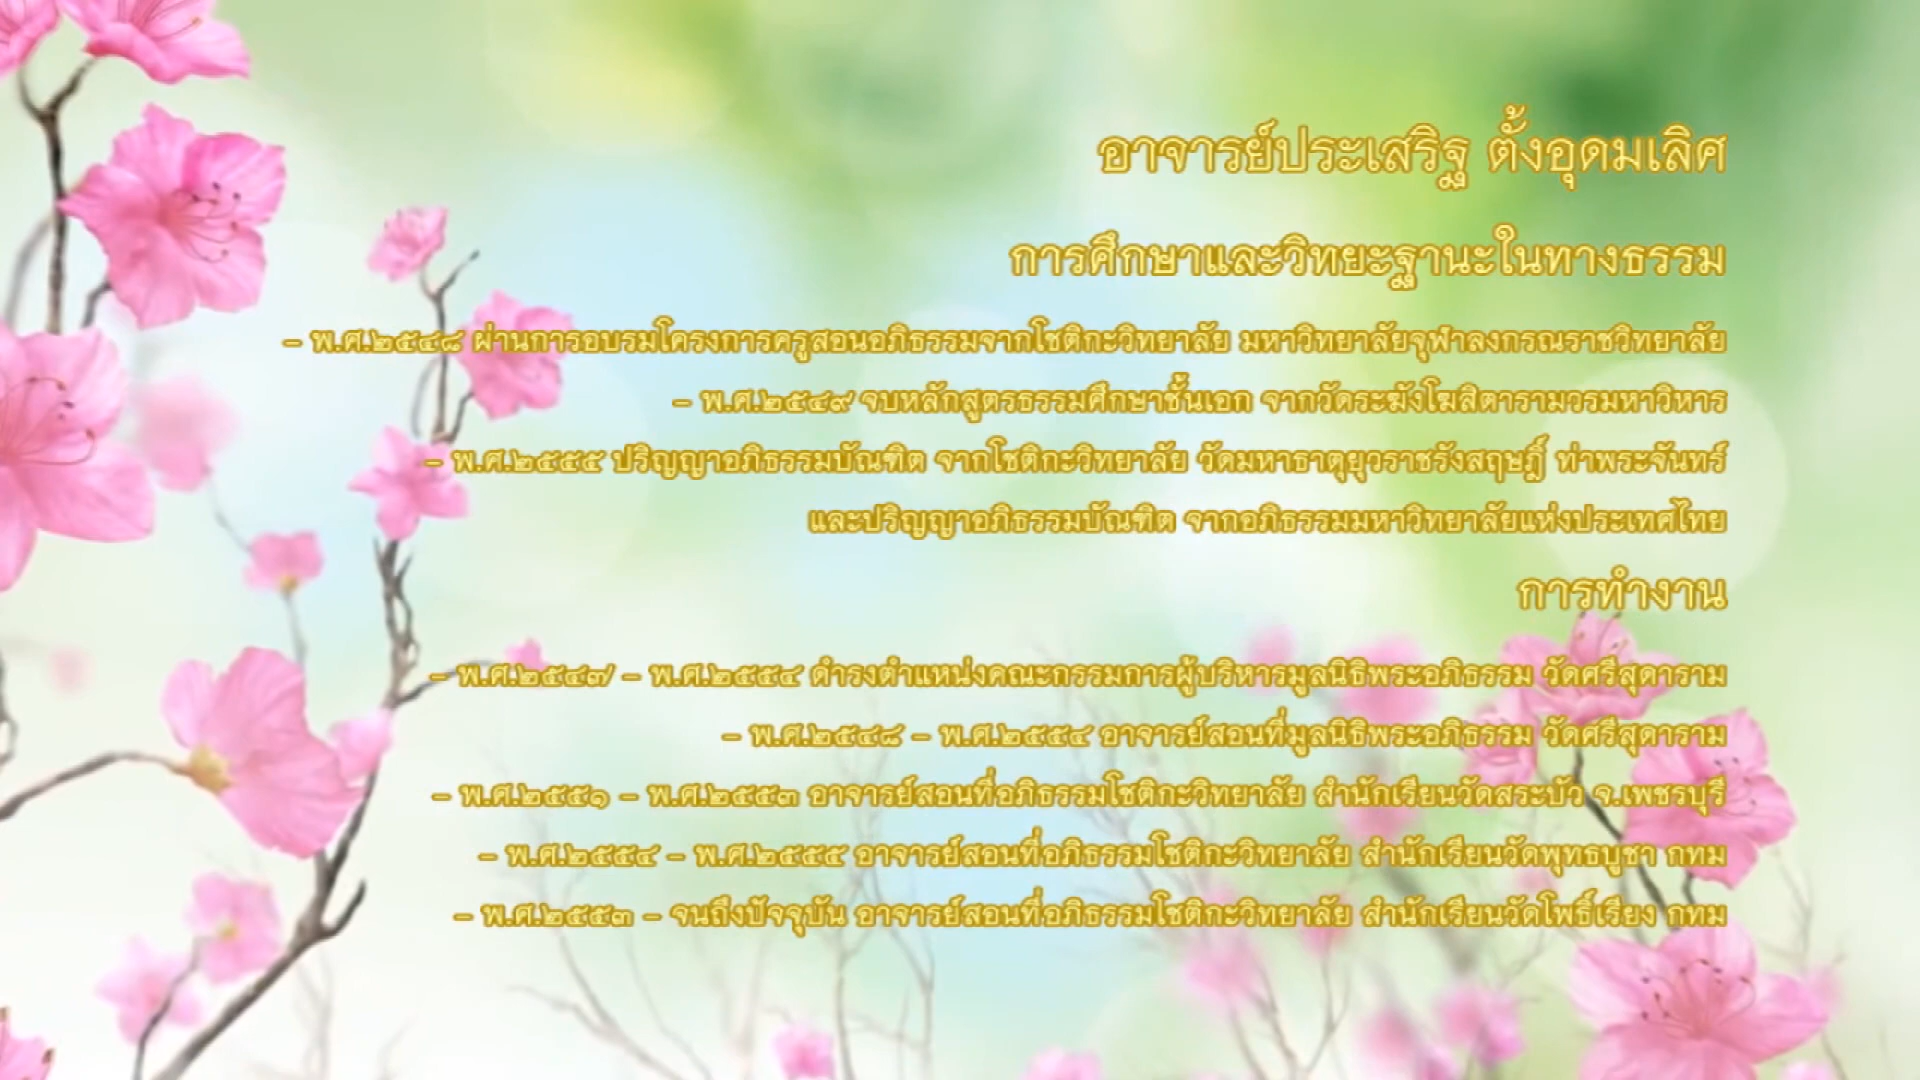 อาจารย์ประเสริฐ ตั้งอุดมเลิศ
การศึกษาและวิทยะฐานะในทางธรรม
– พ.ศ.๒๕๔๘ ผ่านการอบรมโครงการครูสอนอภิธรรมจากโชติกะวิทยาลัย มหาวิทยาลัยจุฬาลงกรณราชวิทยาลัย
– พ.ศ.๒๕๔๙ จบหลักสูตรธรรมศึกษาชั้นเอก จากวัดระฆังโฆสิตารามวรมหาวิหาร
– พ.ศ.๒๕๕๕ ปริญญาอภิธรรมบัณฑิต จากโชติกะวิทยาลัย วัดมหาธาตุยุวราชรังสฤษฎิ์ ท่าพระจันทร์
และปริญญาอภิธรรมบัณฑิต จากอภิธรรมมหาวิทยาลัยแห่งประเทศไทย
การทำงาน
– พ.ศ.๒๕๔๗ – พ.ศ.๒๕๕๔ ดำรงตำแหน่งคณะกรรมการผู้บริหารมูลนิธิพระอภิธรรม วัดศรีสุดาราม
– พ.ศ.๒๕๔๘ – พ.ศ.๒๕๕๔ อาจารย์สอนที่มูลนิธิพระอภิธรรม วัดศรีสุดาราม
– พ.ศ.๒๕๕๑ – พ.ศ.๒๕๕๓ อาจารย์สอนที่อภิธรรมโชติกะวิทยาลัย สำนักเรียนวัดสระบัว จ.เพชรบุรี
– พ.ศ.๒๕๕๔ – พ.ศ.๒๕๕๕ อาจารย์สอนที่อภิธรรมโชติกะวิทยาลัย สำนักเรียนวัดพุทธบูชา กทม
– พ.ศ.๒๕๕๓ – จนถึงปัจจุบัน อาจารย์สอนที่อภิธรรมโชติกะวิทยาลัย สำนักเรียนวัดโพธิ์เรียง กทม